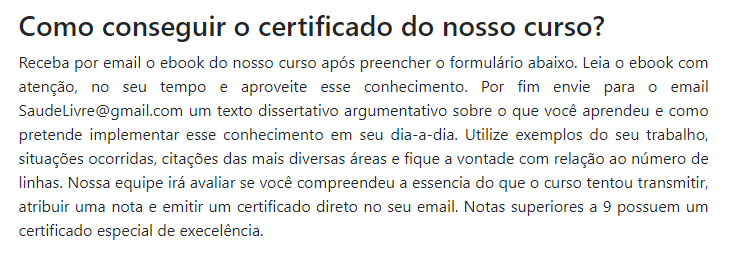 Como conseguir o certificado do nosso curso?
Receba por email o ebook do nosso curso após preencher o formulário abaixo. Leia o ebook com
atenção, no seu tempo e aproveite esse conhecimento. Por fim envie para o email
SaudeLivre@gmail.com um texto dissertativo argumentativo sobre o que você aprendeu e como
pretende implementar esse conhecimento em seu dia-a-dia. Utilize exemplos do seu trabalho,
situações ocorridas, citações das mais diversas áreas e fique a vontade com relação ao número de
linhas. Nossa equipe irá avaliar se você compreendeu a essencia do que o curso tentou transmitir,
atribuir uma nota e emitir um certificado direto no seu email. Notas superiores a 9 possuem um
certificado especial de execelência.